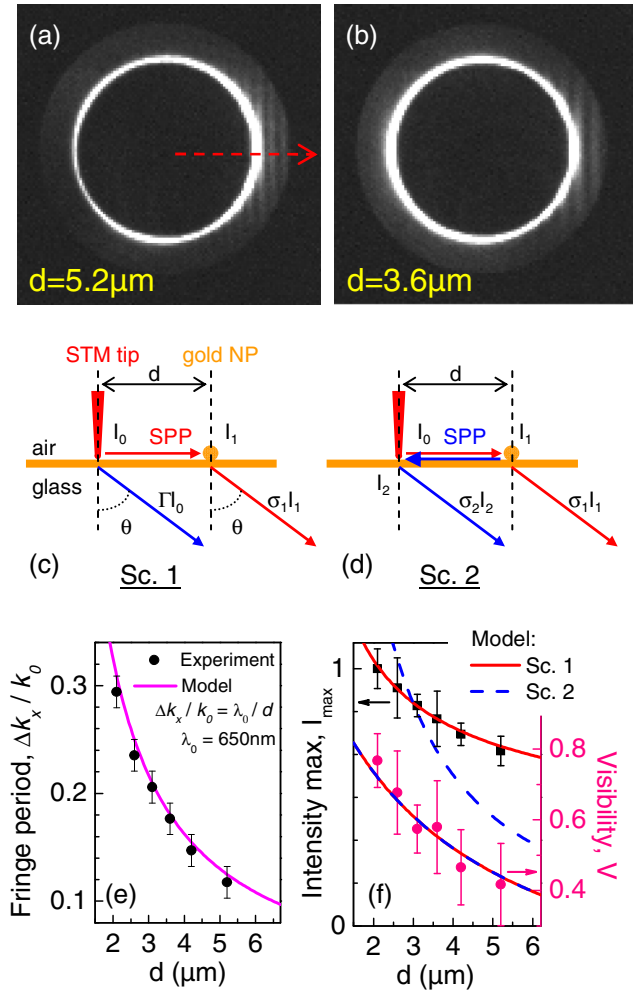 (a)
(b)
d=5.2μm
d=3.6μm
STM tip
gold NP
d
d
I0
SPP
I1
I0
SPP
I1
air
glass
I2
ΓI0
σ1I1
σ2I2
σ1I1
θ
θ
(c)
Sc. 1
(d)
Sc. 2
Fringe period, Δkx / k0
0.3
0.2
0.1
Experiment
Model
Δkx / k0 = λ0 / d
λ0 = 650nm
(e)
2 3 4 5 6
d (μm)
Model:
Sc. 1
Sc. 2
Intensity max, Imax
1
0
0.8
0.6
0.4
Visibility, V
(f)
2 3 4 5 6
d (μm)